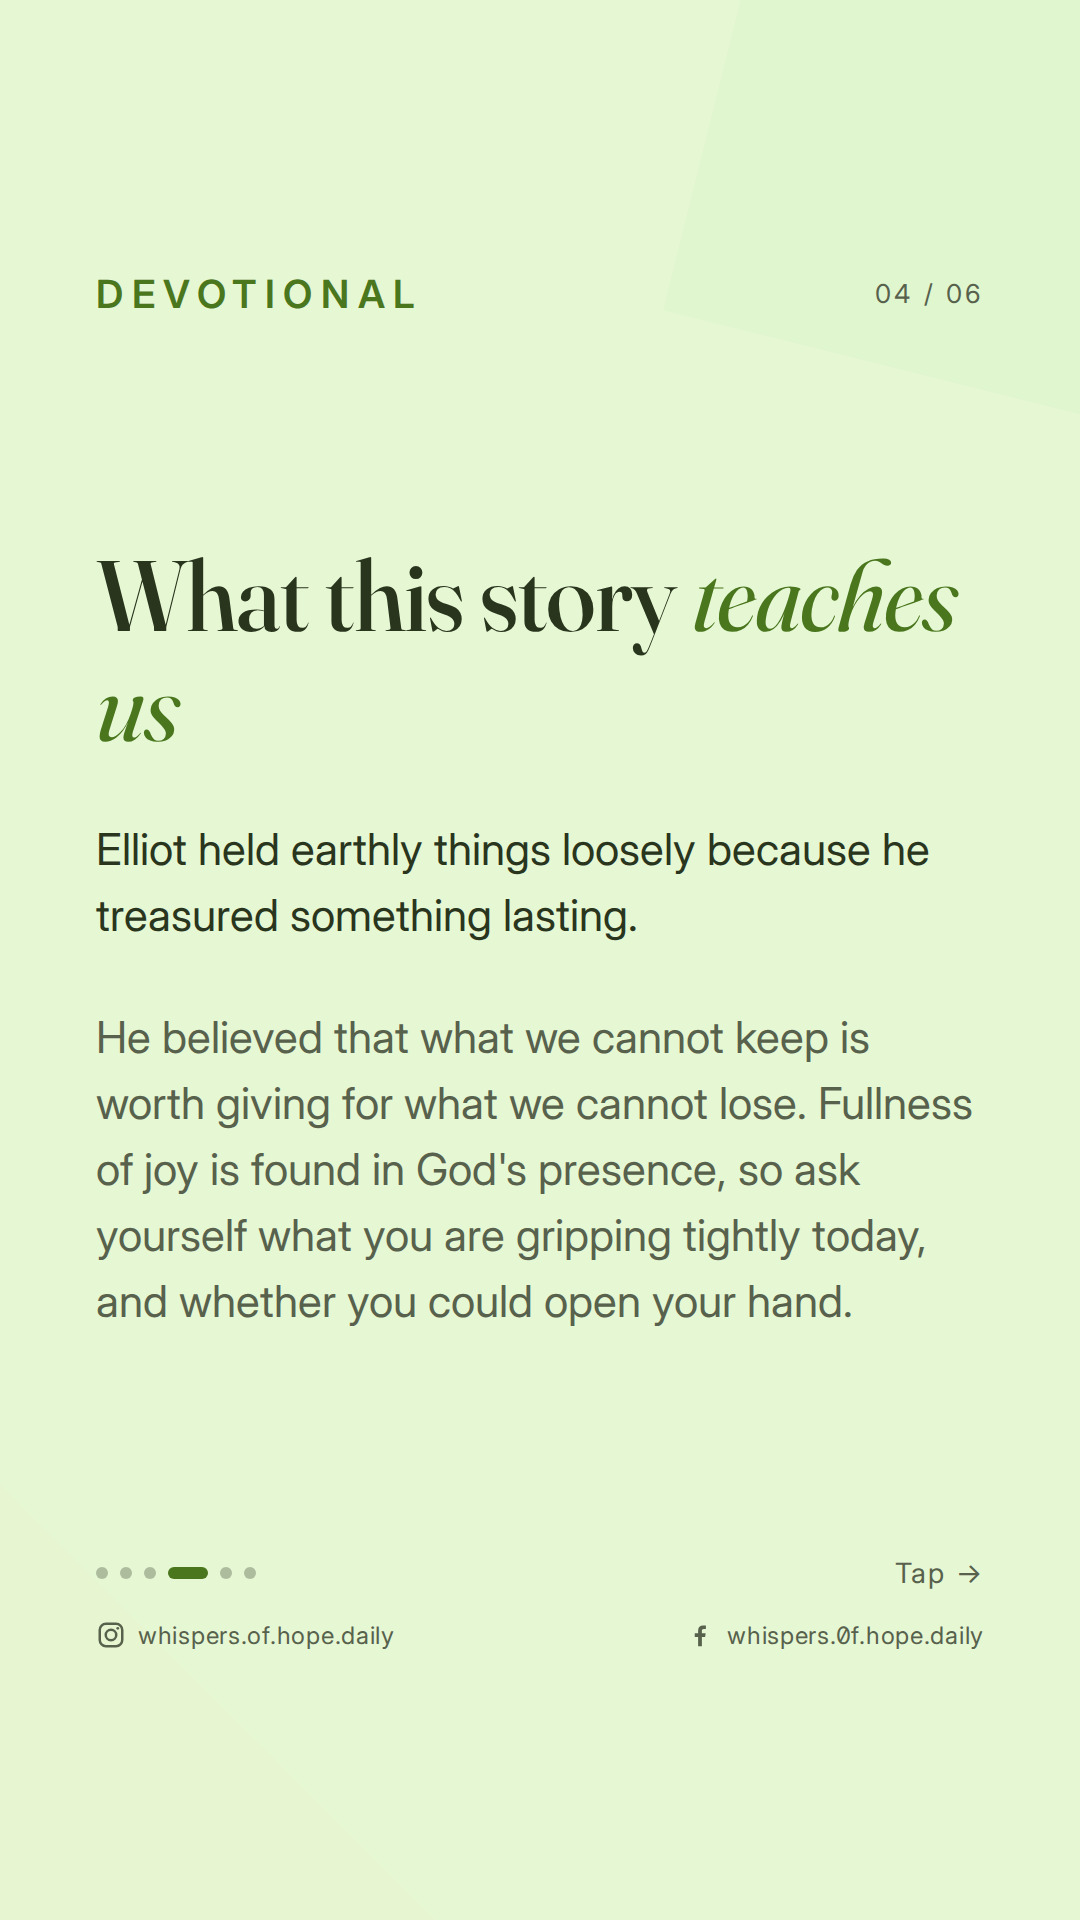 DEVOTIONAL
04 / 06
What this story teaches
us
Elliot held earthly things loosely because he
treasured something lasting.
He believed that what we cannot keep is
worth giving for what we cannot lose. Fullness
of joy is found in God's presence, so ask
yourself what you are gripping tightly today,
and whether you could open your hand.
Tap →
whispers.of.hope.daily
whispers.0f.hope.daily